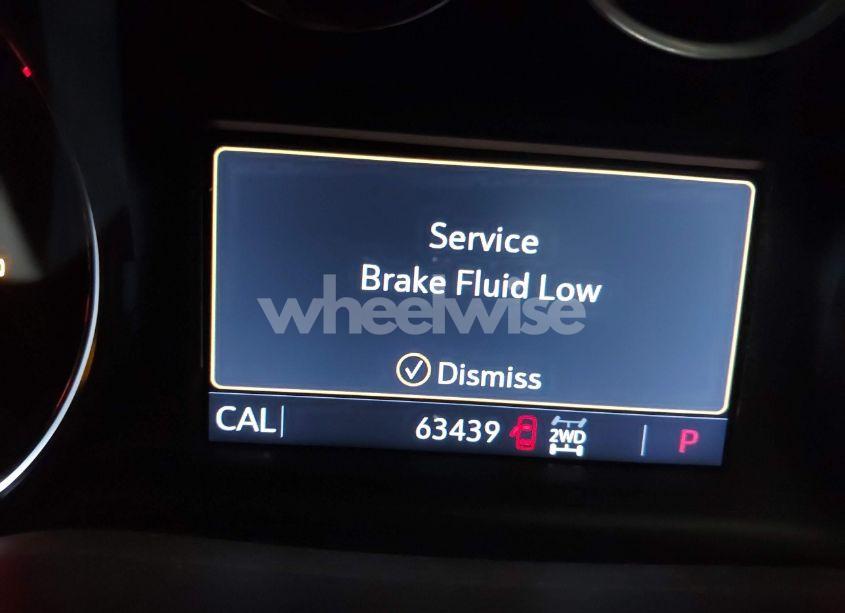 Service
Brake Fluid Low
wheelwise
Dismiss
CAL 63439 2WD P